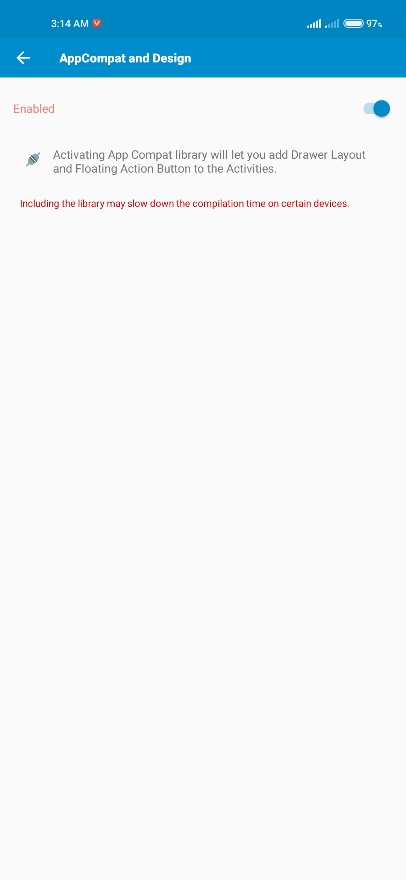 3:14 AM
97%
AppCompat and Design
Enabled
Activating App Compat library will let you add Drawer Layout
and Floating Action Button to the Activities.
Including the library may slow down the compilation time on certain devices.